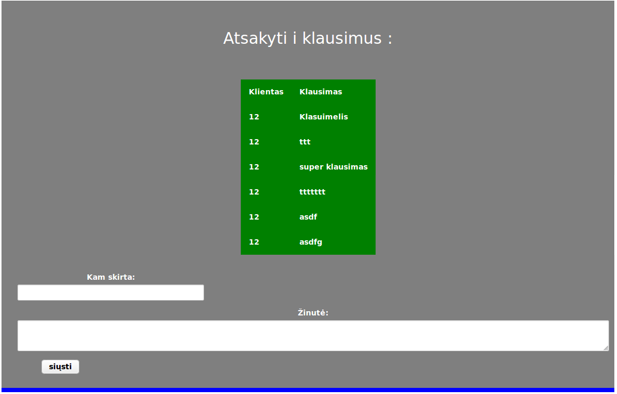 Atsakyti i klausimus :
Klientas Klausimas
12 Klasuimelis
12 ttt
12 super klausimas
12 ttttttt
12 asdf
12 asdfg
Kam skirta:
Žinutė:
siųsti